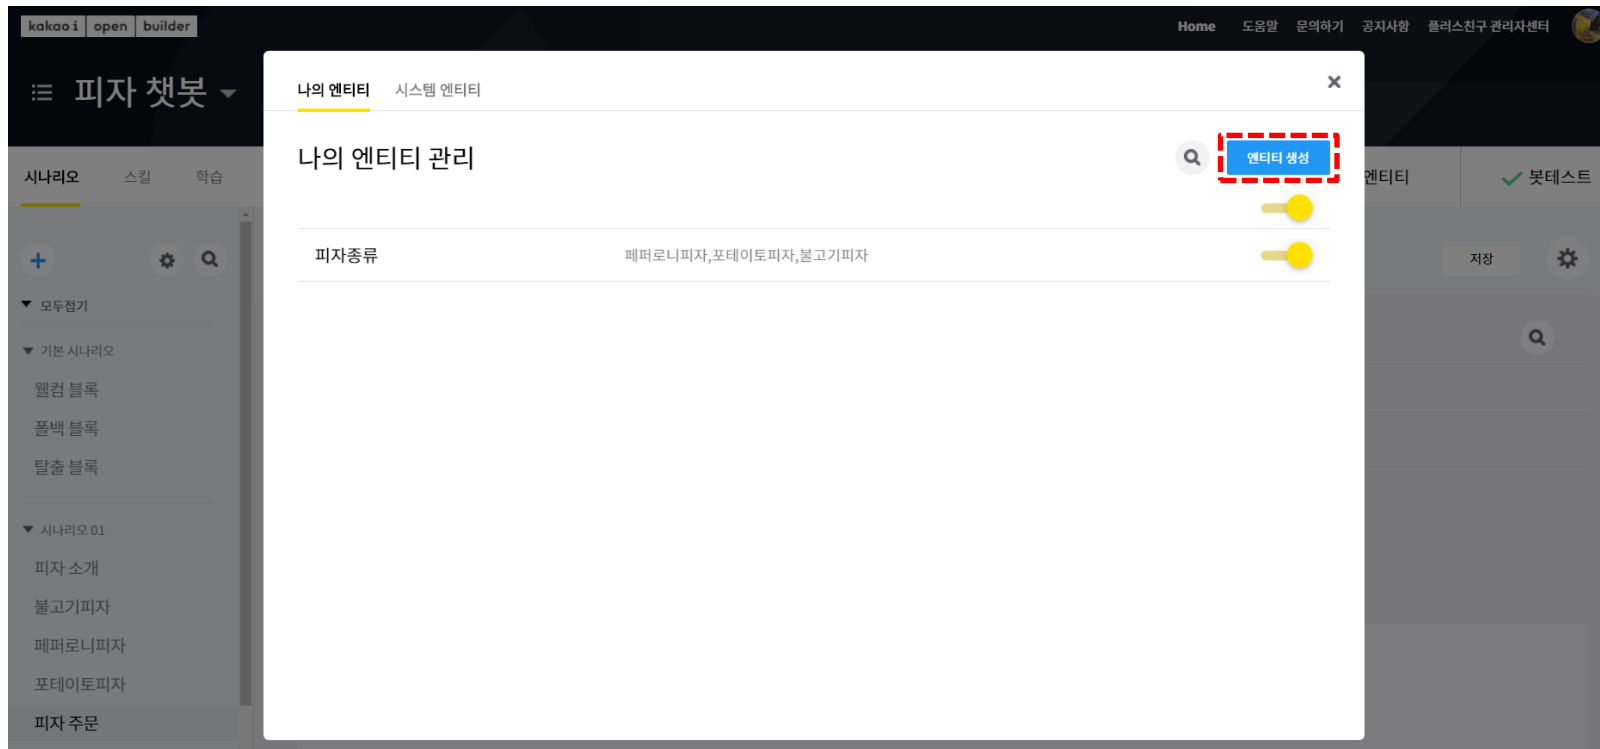 kakao i open builder
Home 도움말 문의하기 공지사항 플러스친구 관리자센터
피자 챗봇
나의 엔티티 시스템 엔티티
나의 엔티티 관리
엔티티 생성
시나리오 스킬 학습
엔티티
봇테스트
피자종류 페퍼로니피자,포테이토피자,불고기피자
저장
모두접기
기본 시나리오
웰컴 블록
폴백 블록
탈출 블록
시나리오 01
피자 소개
불고기피자
페퍼로니피자
포테이토피자
피자 주문